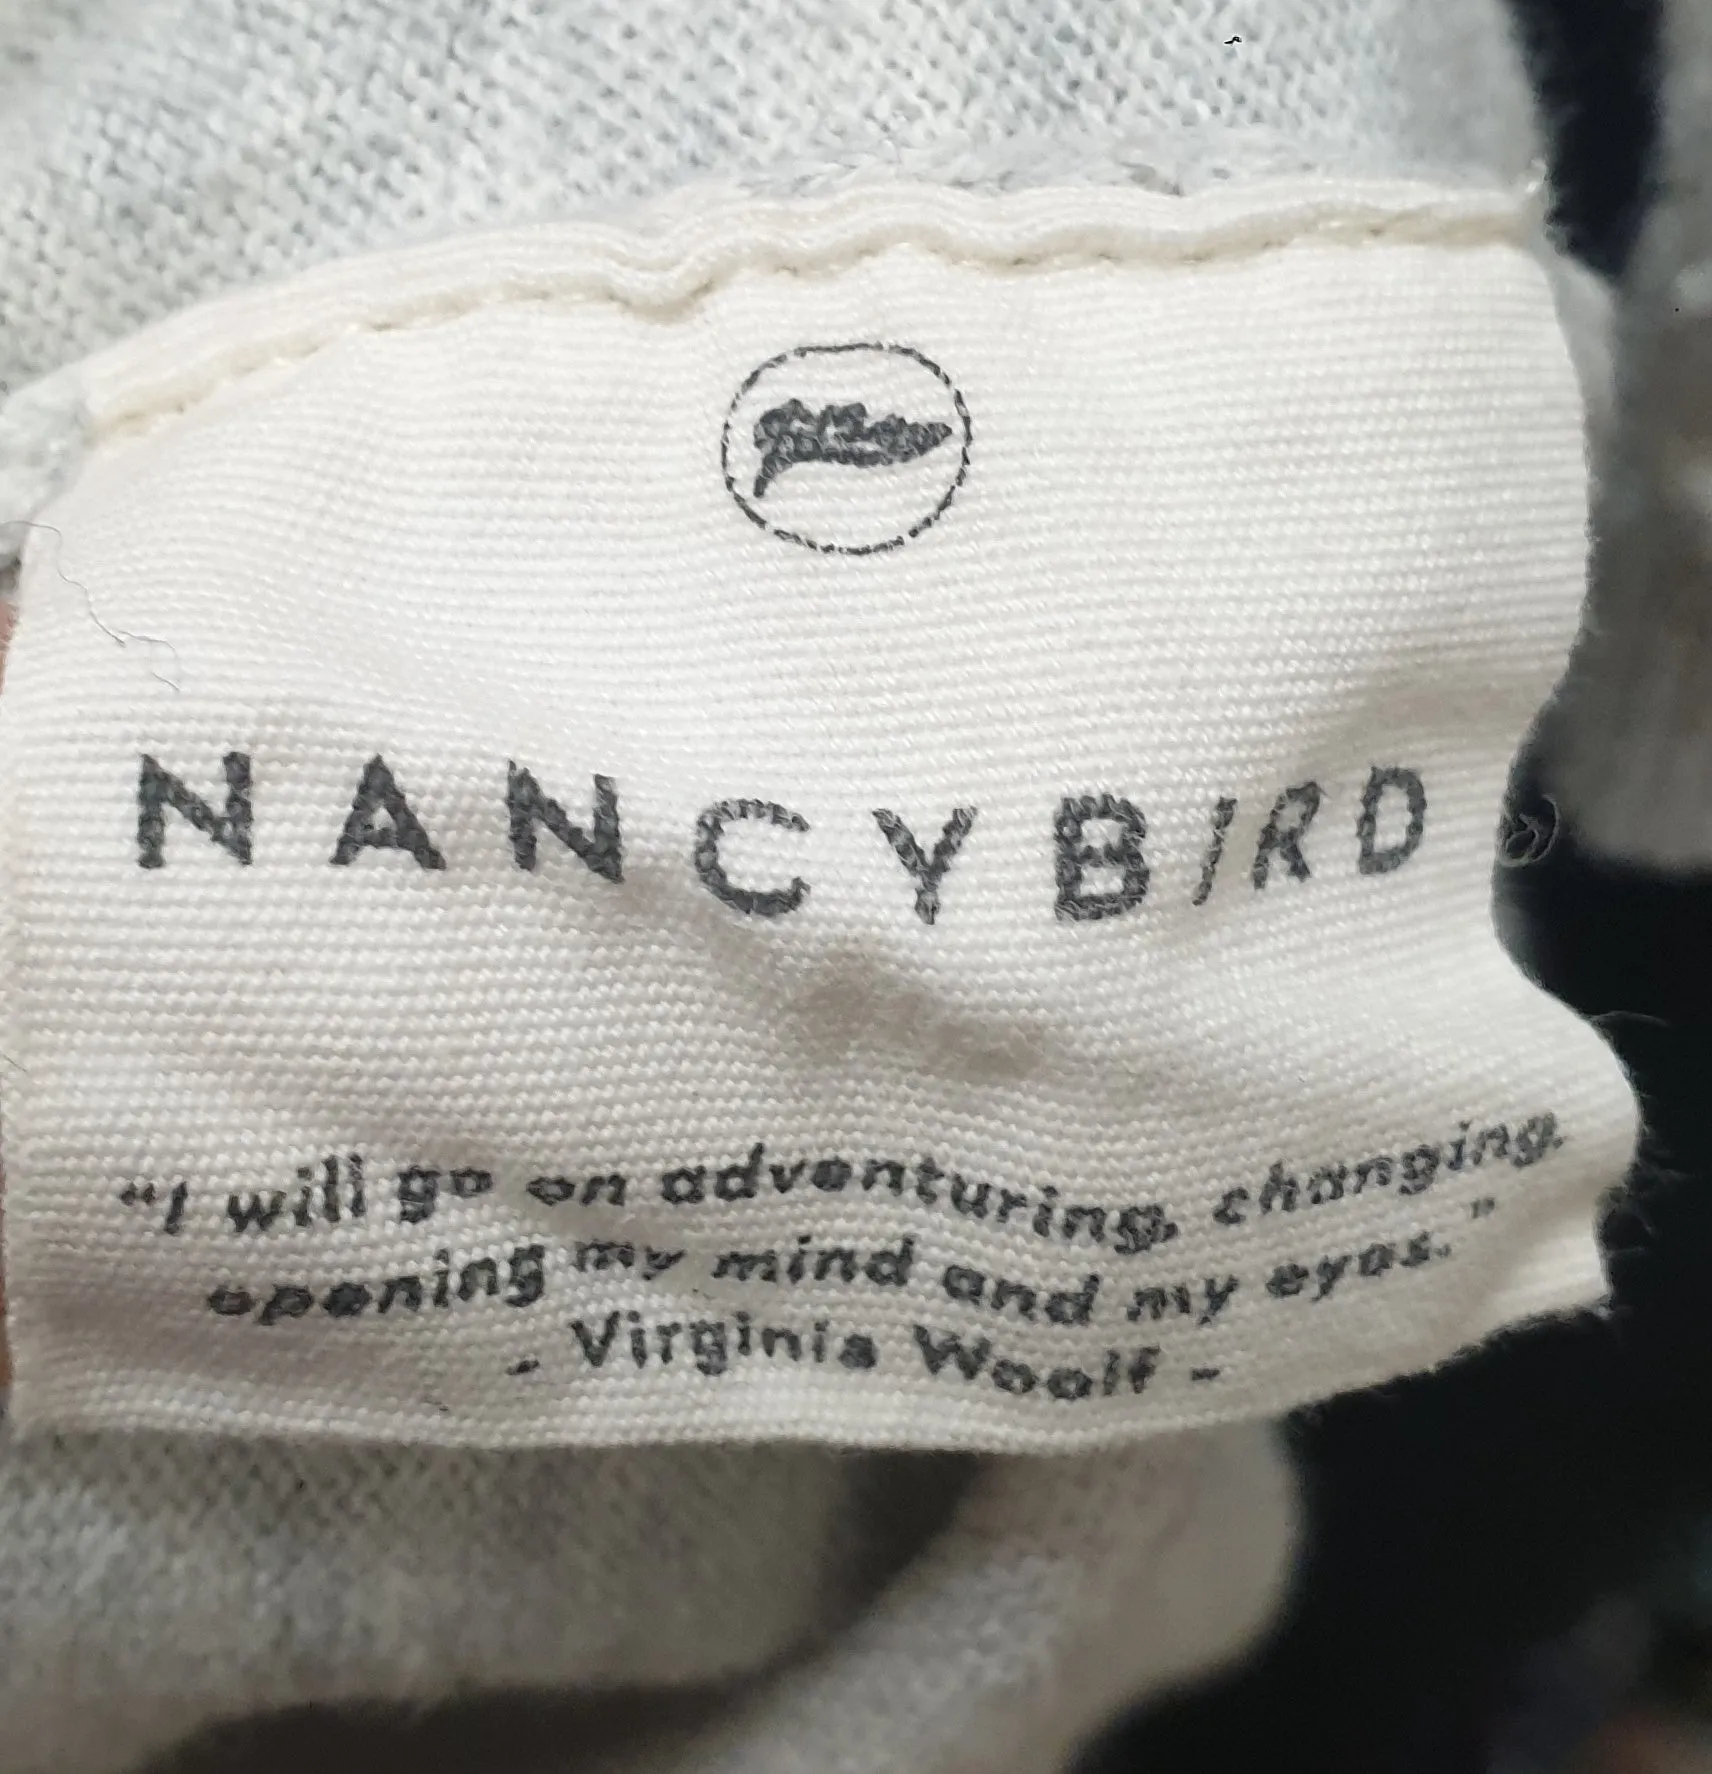 NANCYBIRD
"I will go on adventuring, changing,
opening my mind and my eyes."
- Virginia Woolf -